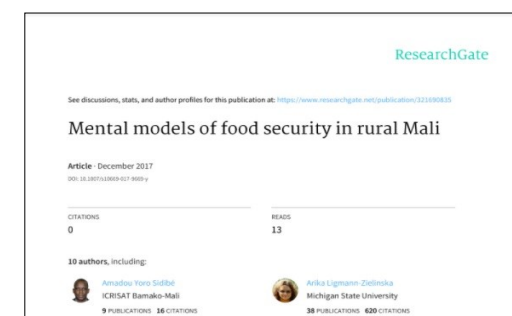 ResearchGate
See discussions, stats, and author profiles for this publication at: https://www.researchgate.net/publication/321690835
Mental models of food security in rural Mali
Article · December 2017
DOI: 10.1007/s10669-017-9669-y
CITATIONS READS
0 13
10 authors, including:
Amadou Yoro Sidibé Arika Ligmann-Zielinska
ICRISAT Bamako-Mali Michigan State University
9 PUBLICATIONS 16 CITATIONS 38 PUBLICATIONS 620 CITATIONS